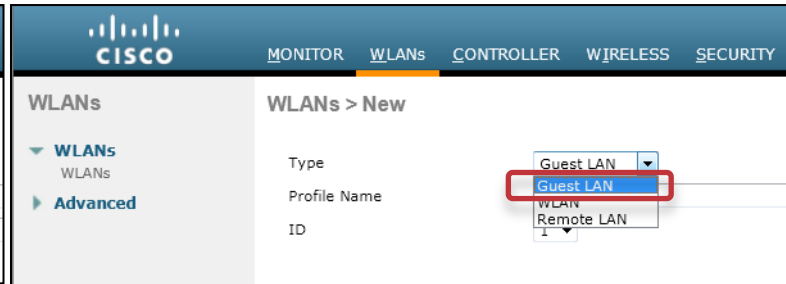 CISCO
MONITOR WLANs CONTROLLER WIRELESS SECURITY
WLANs
WLANs
WLANs
Advanced
WLANs > New
Type Guest LAN
Guest LAN
Profile Name
WLAN
Remote LAN
ID 1